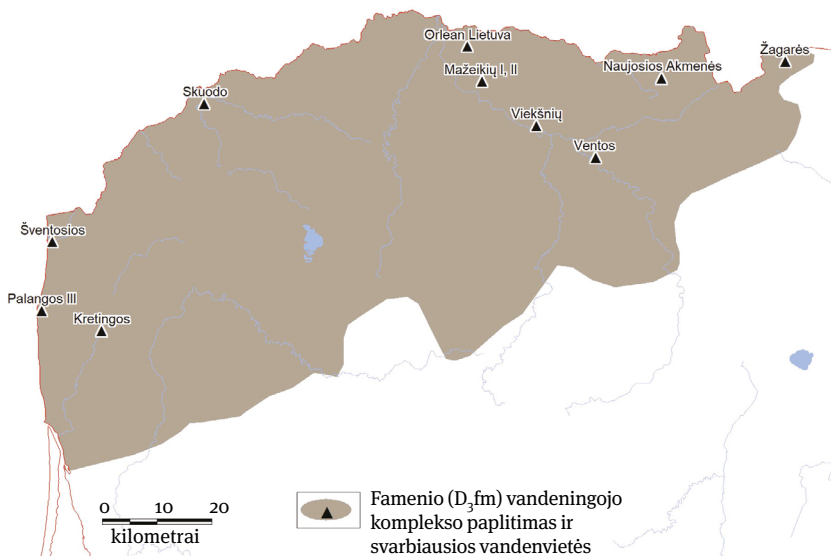 Orlean Lietuva
Mažeikių I, II
Naujosios Akmenės
Žagarės
Skuodo
Viekšnių
Ventos
Šventosios
Palangos III
Kretingos
0 10 20
kilometrai
Famenio (D₃fm) vandeningojo
komplekso paplitimas ir
svarbiausios vandenvietės